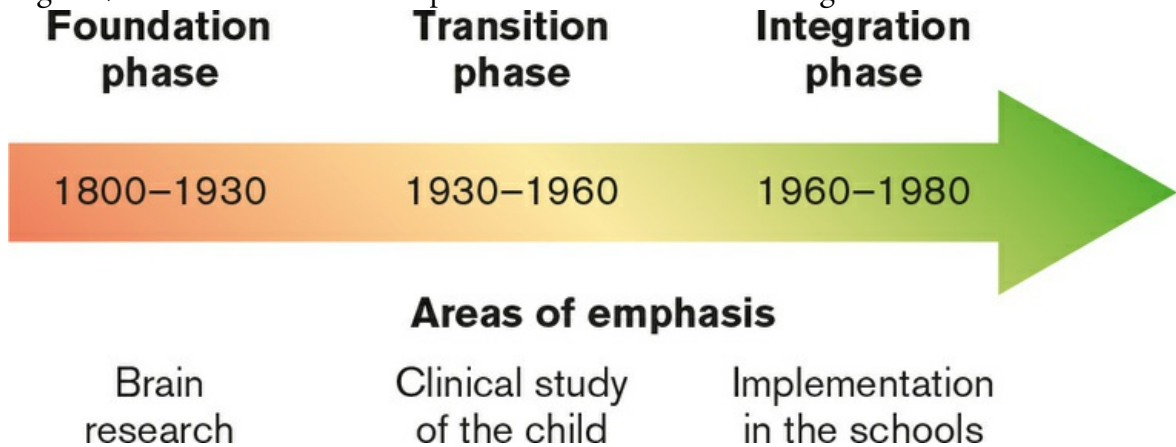 Foundation phase
Transition phase
Integration phase
1800–1930
1930–1960
1960–1980
Areas of emphasis
Brain research
Clinical study of the child
Implementation in the schools